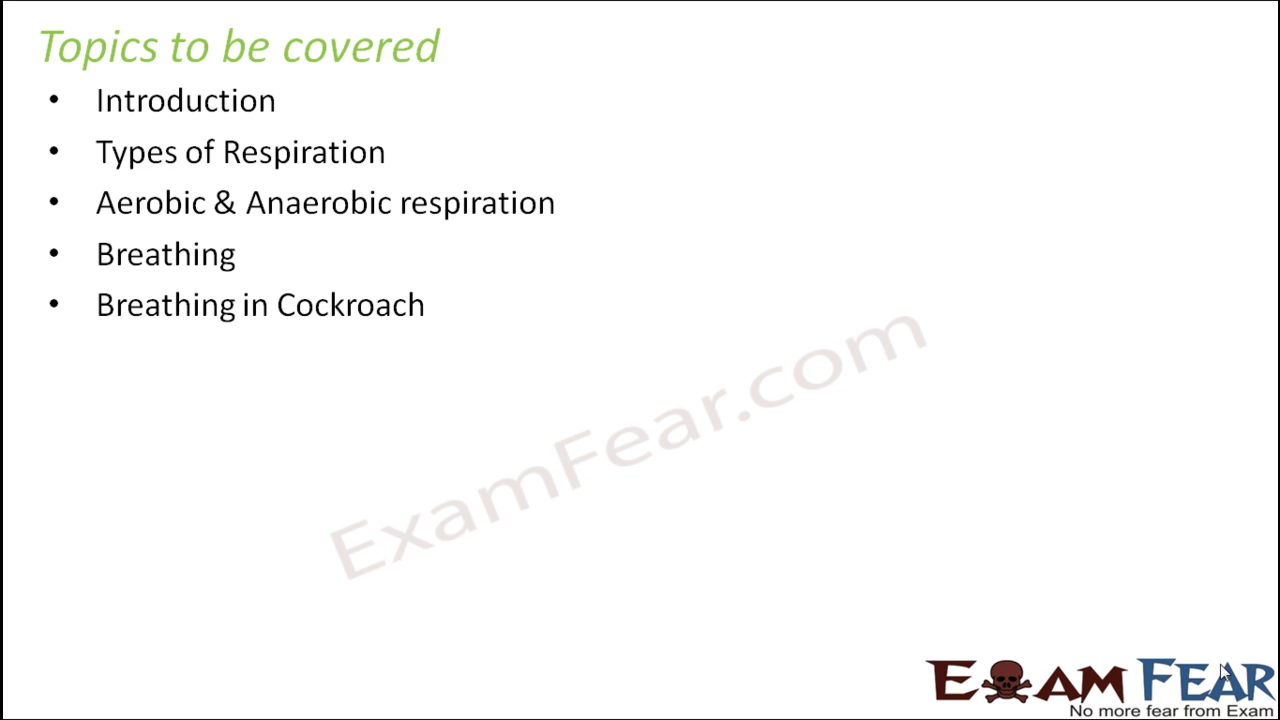 Topics to be covered
• Introduction
• Types of Respiration
• Aerobic & Anaerobic respiration
• Breathing
• Breathing in Cockroach
ExamFear.com
EXAM FEAR
No more fear from Exam